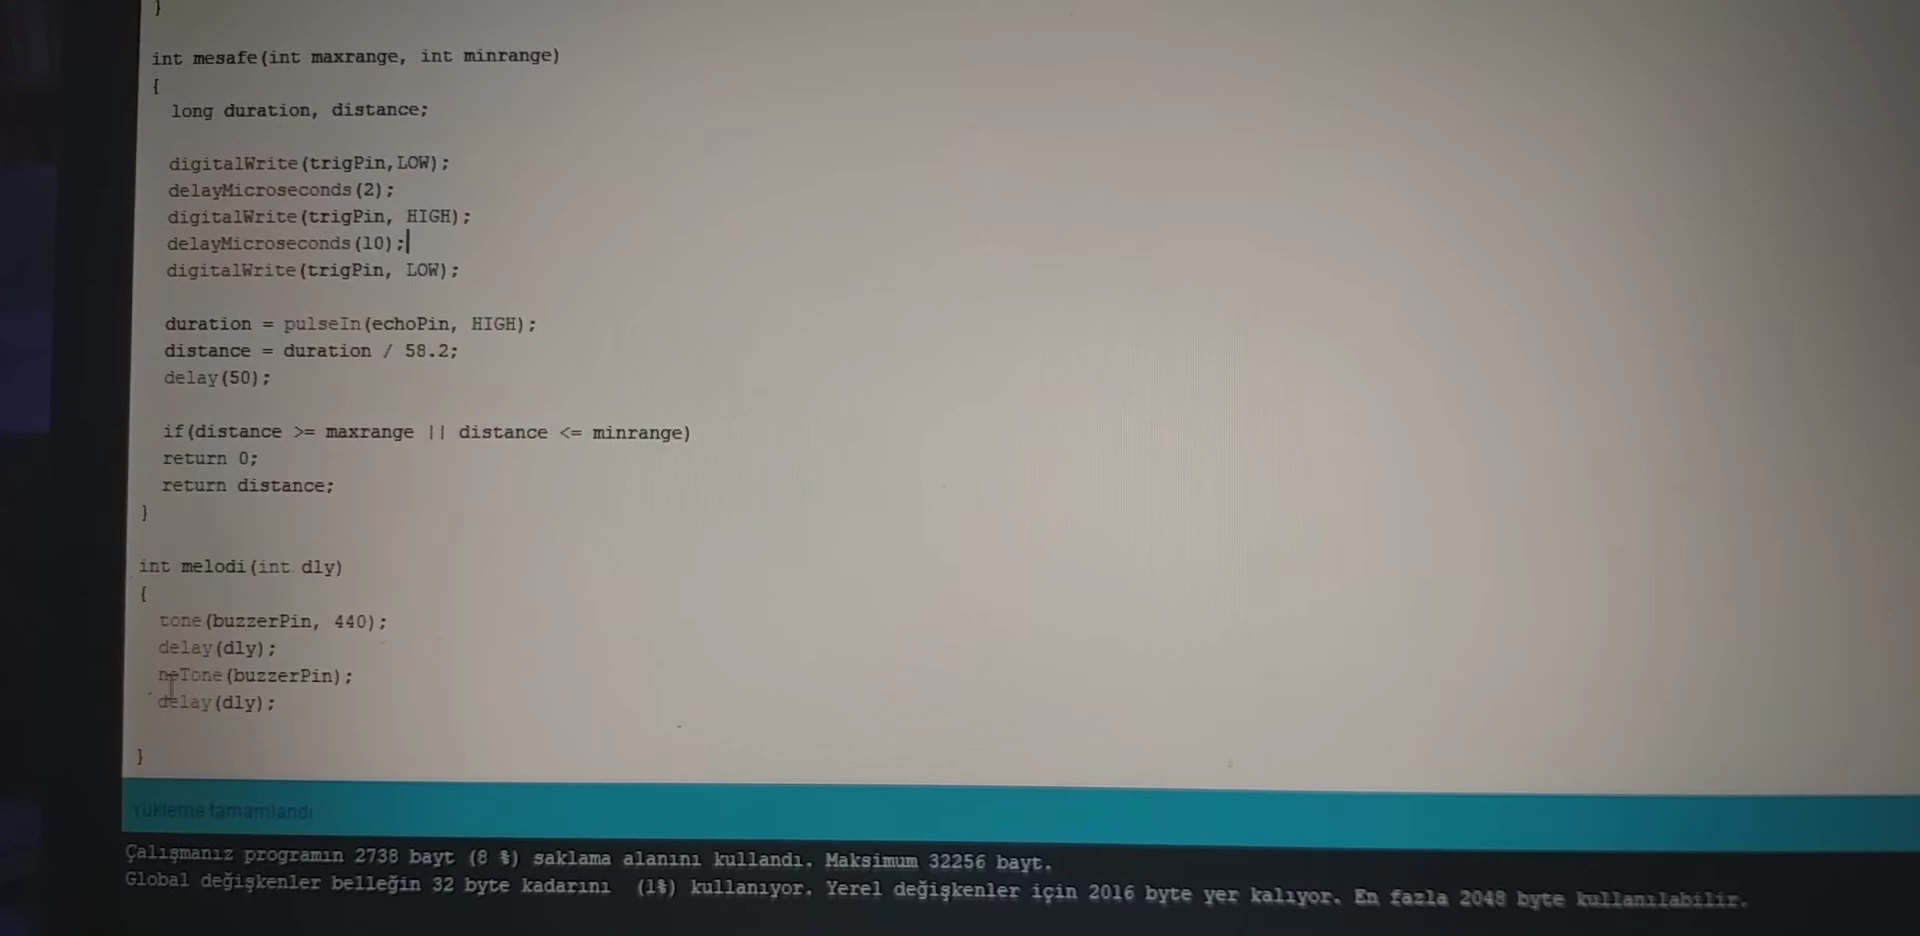 }
int mesafe(int maxrange, int minrange)
{
long duration, distance;
digitalWrite(trigPin,LOW);
delayMicroseconds(2);
digitalWrite(trigPin, HIGH);
delayMicroseconds(10);
digitalWrite(trigPin, LOW);
duration = pulseIn(echoPin, HIGH);
distance = duration / 58.2;
delay(50);
if(distance >= maxrange || distance <= minrange)
return 0;
return distance;
}
int melodi(int dly)
{
tone(buzzerPin, 440);
delay(dly);
noTone(buzzerPin);
delay(dly);
}
Yükleme tamamlandı
Çalışmanız programın 2738 bayt (8 %) saklama alanını kullandı. Maksimum 32256 bayt.
Global değişkenler belleğin 32 byte kadarını (1%) kullanıyor. Yerel değişkenler için 2016 byte yer kalıyor. En fazla 2048 byte kullanılabilir.